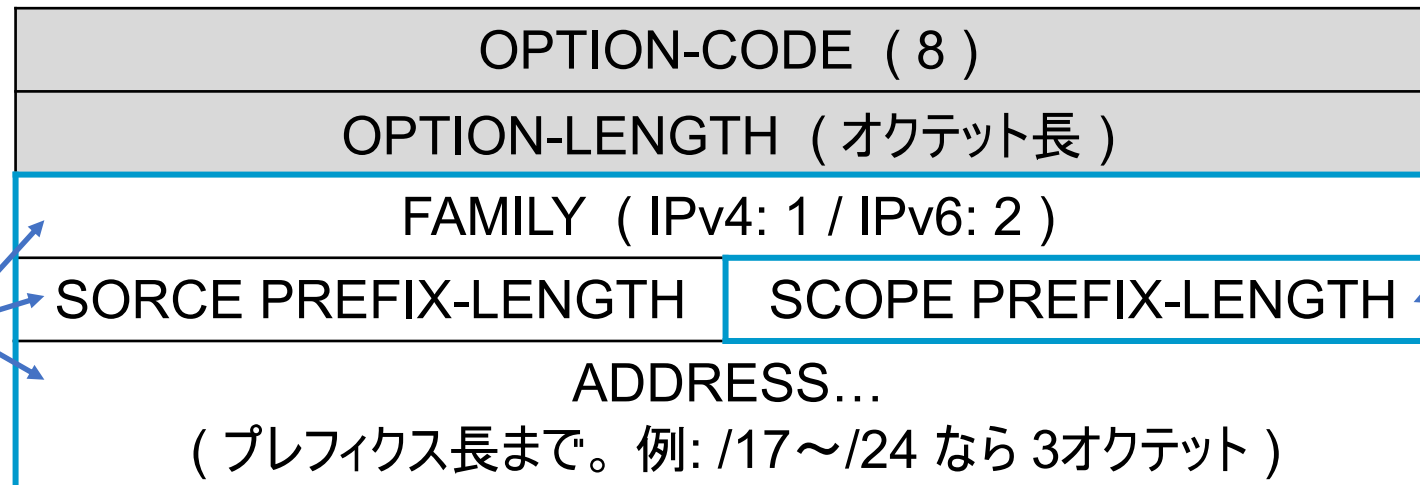 OPTION-CODE ( 8 )
OPTION-LENGTH ( オクテット長 )
FAMILY ( IPv4: 1 / IPv6: 2 )
SORCE PREFIX-LENGTH
SCOPE PREFIX-LENGTH
ADDRESS…
( プレフィクス長まで。例: /17～/24 なら 3オクテット )